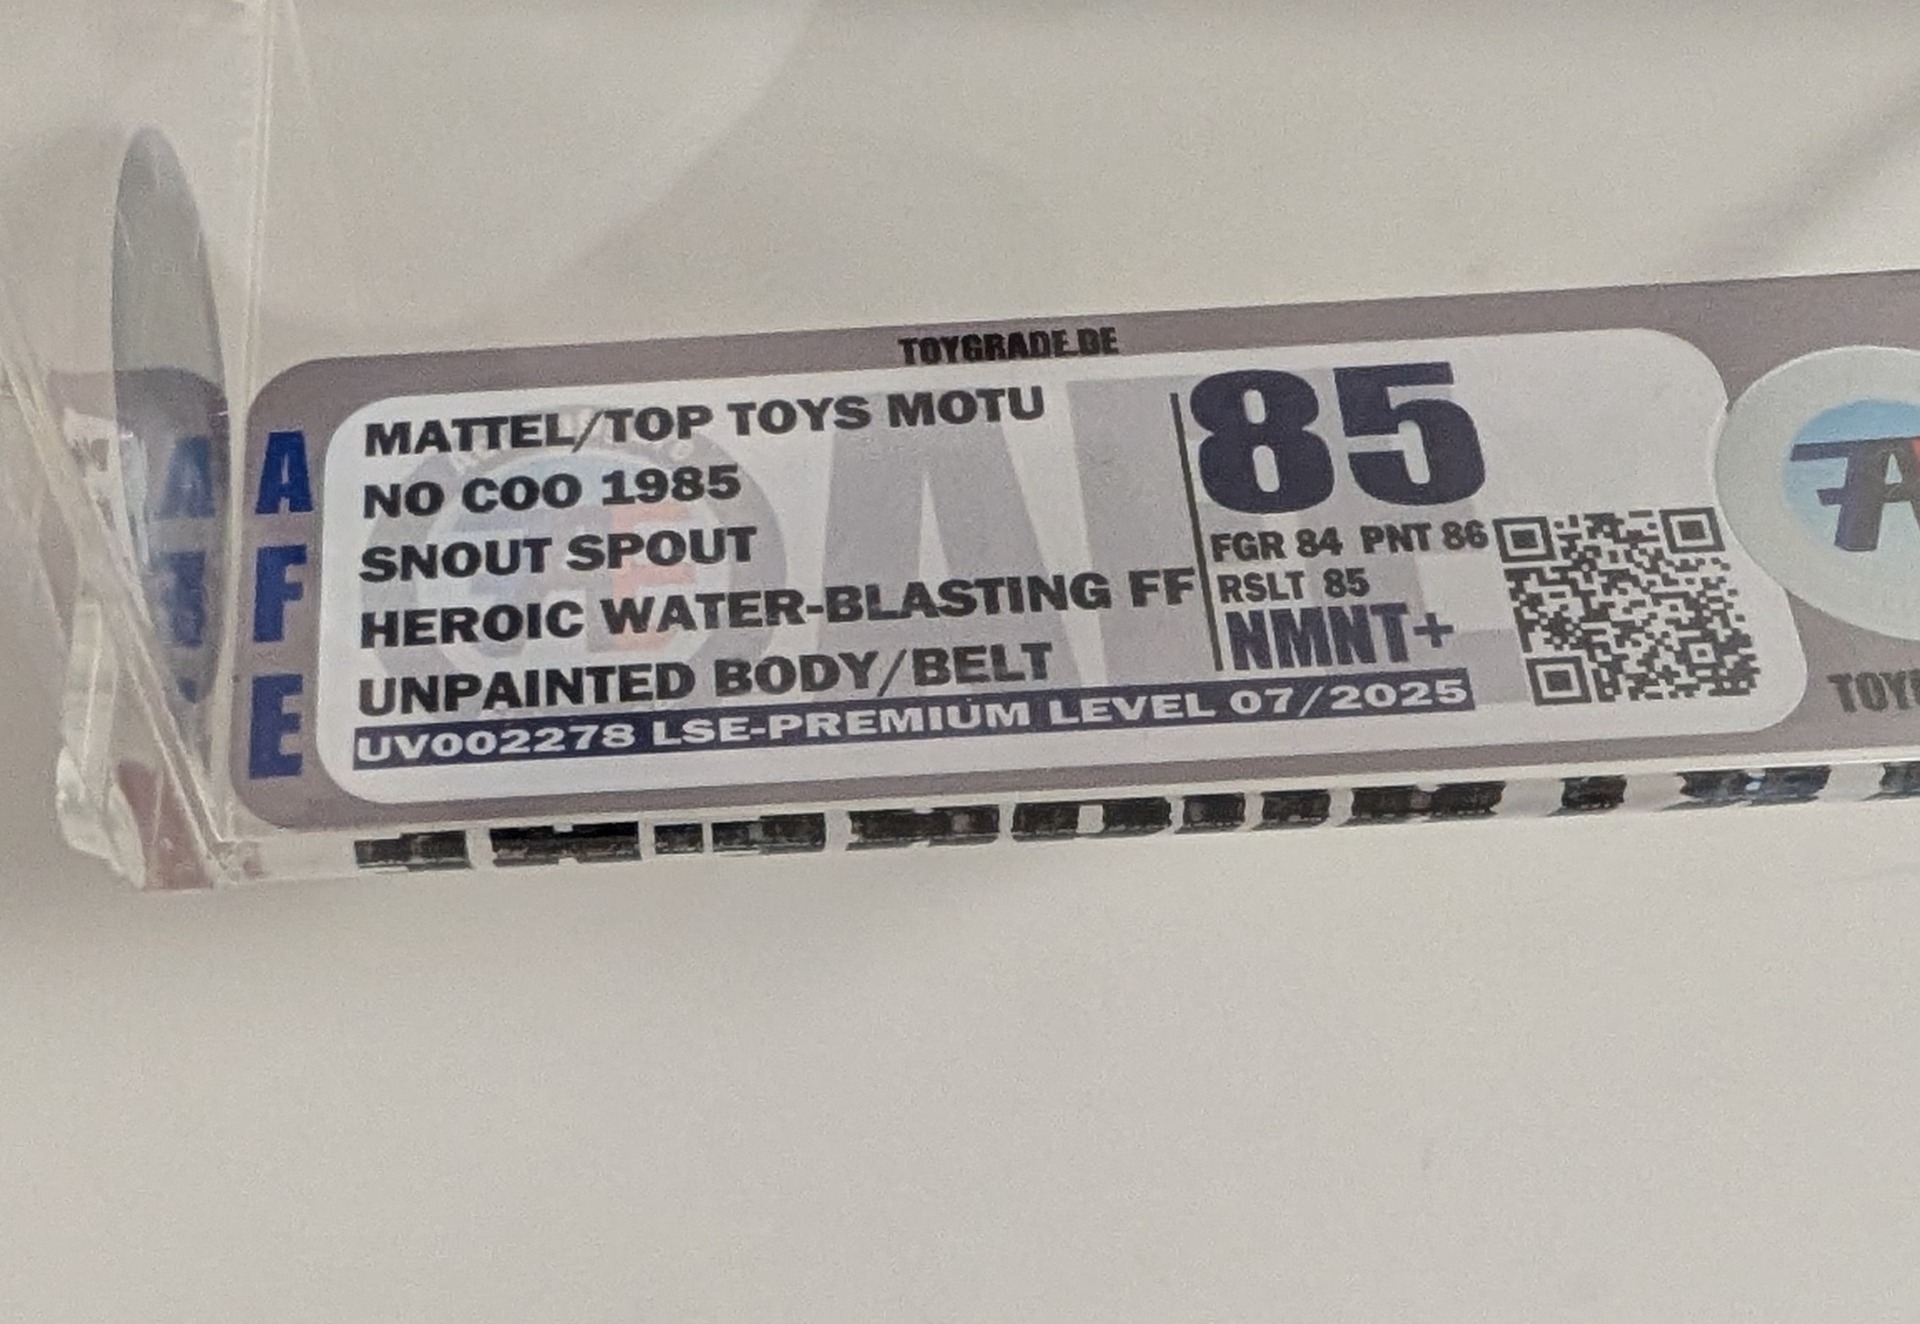 TOYGRADE.DE
AFE
MATTEL/TOP TOYS MOTU
NO COO 1985
SNOUT SPOUT
HEROIC WATER-BLASTING FF
UNPAINTED BODY/BELT
UV002278 LSE-PREMIUM LEVEL 07/2025
85
FGR 84 PNT 86
RSLT 85
NMNT+